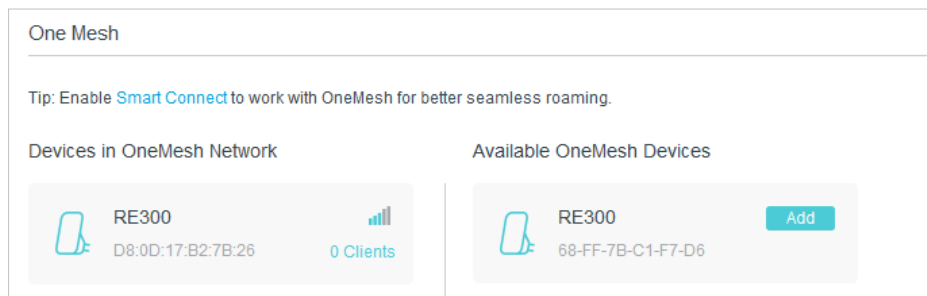 One Mesh
Tip: Enable Smart Connect to work with OneMesh for better seamless roaming.
Devices in OneMesh Network
RE300
D8:0D:17:B2:7B:26
0 Clients
Available OneMesh Devices
RE300
68-FF-7B-C1-F7-D6
Add